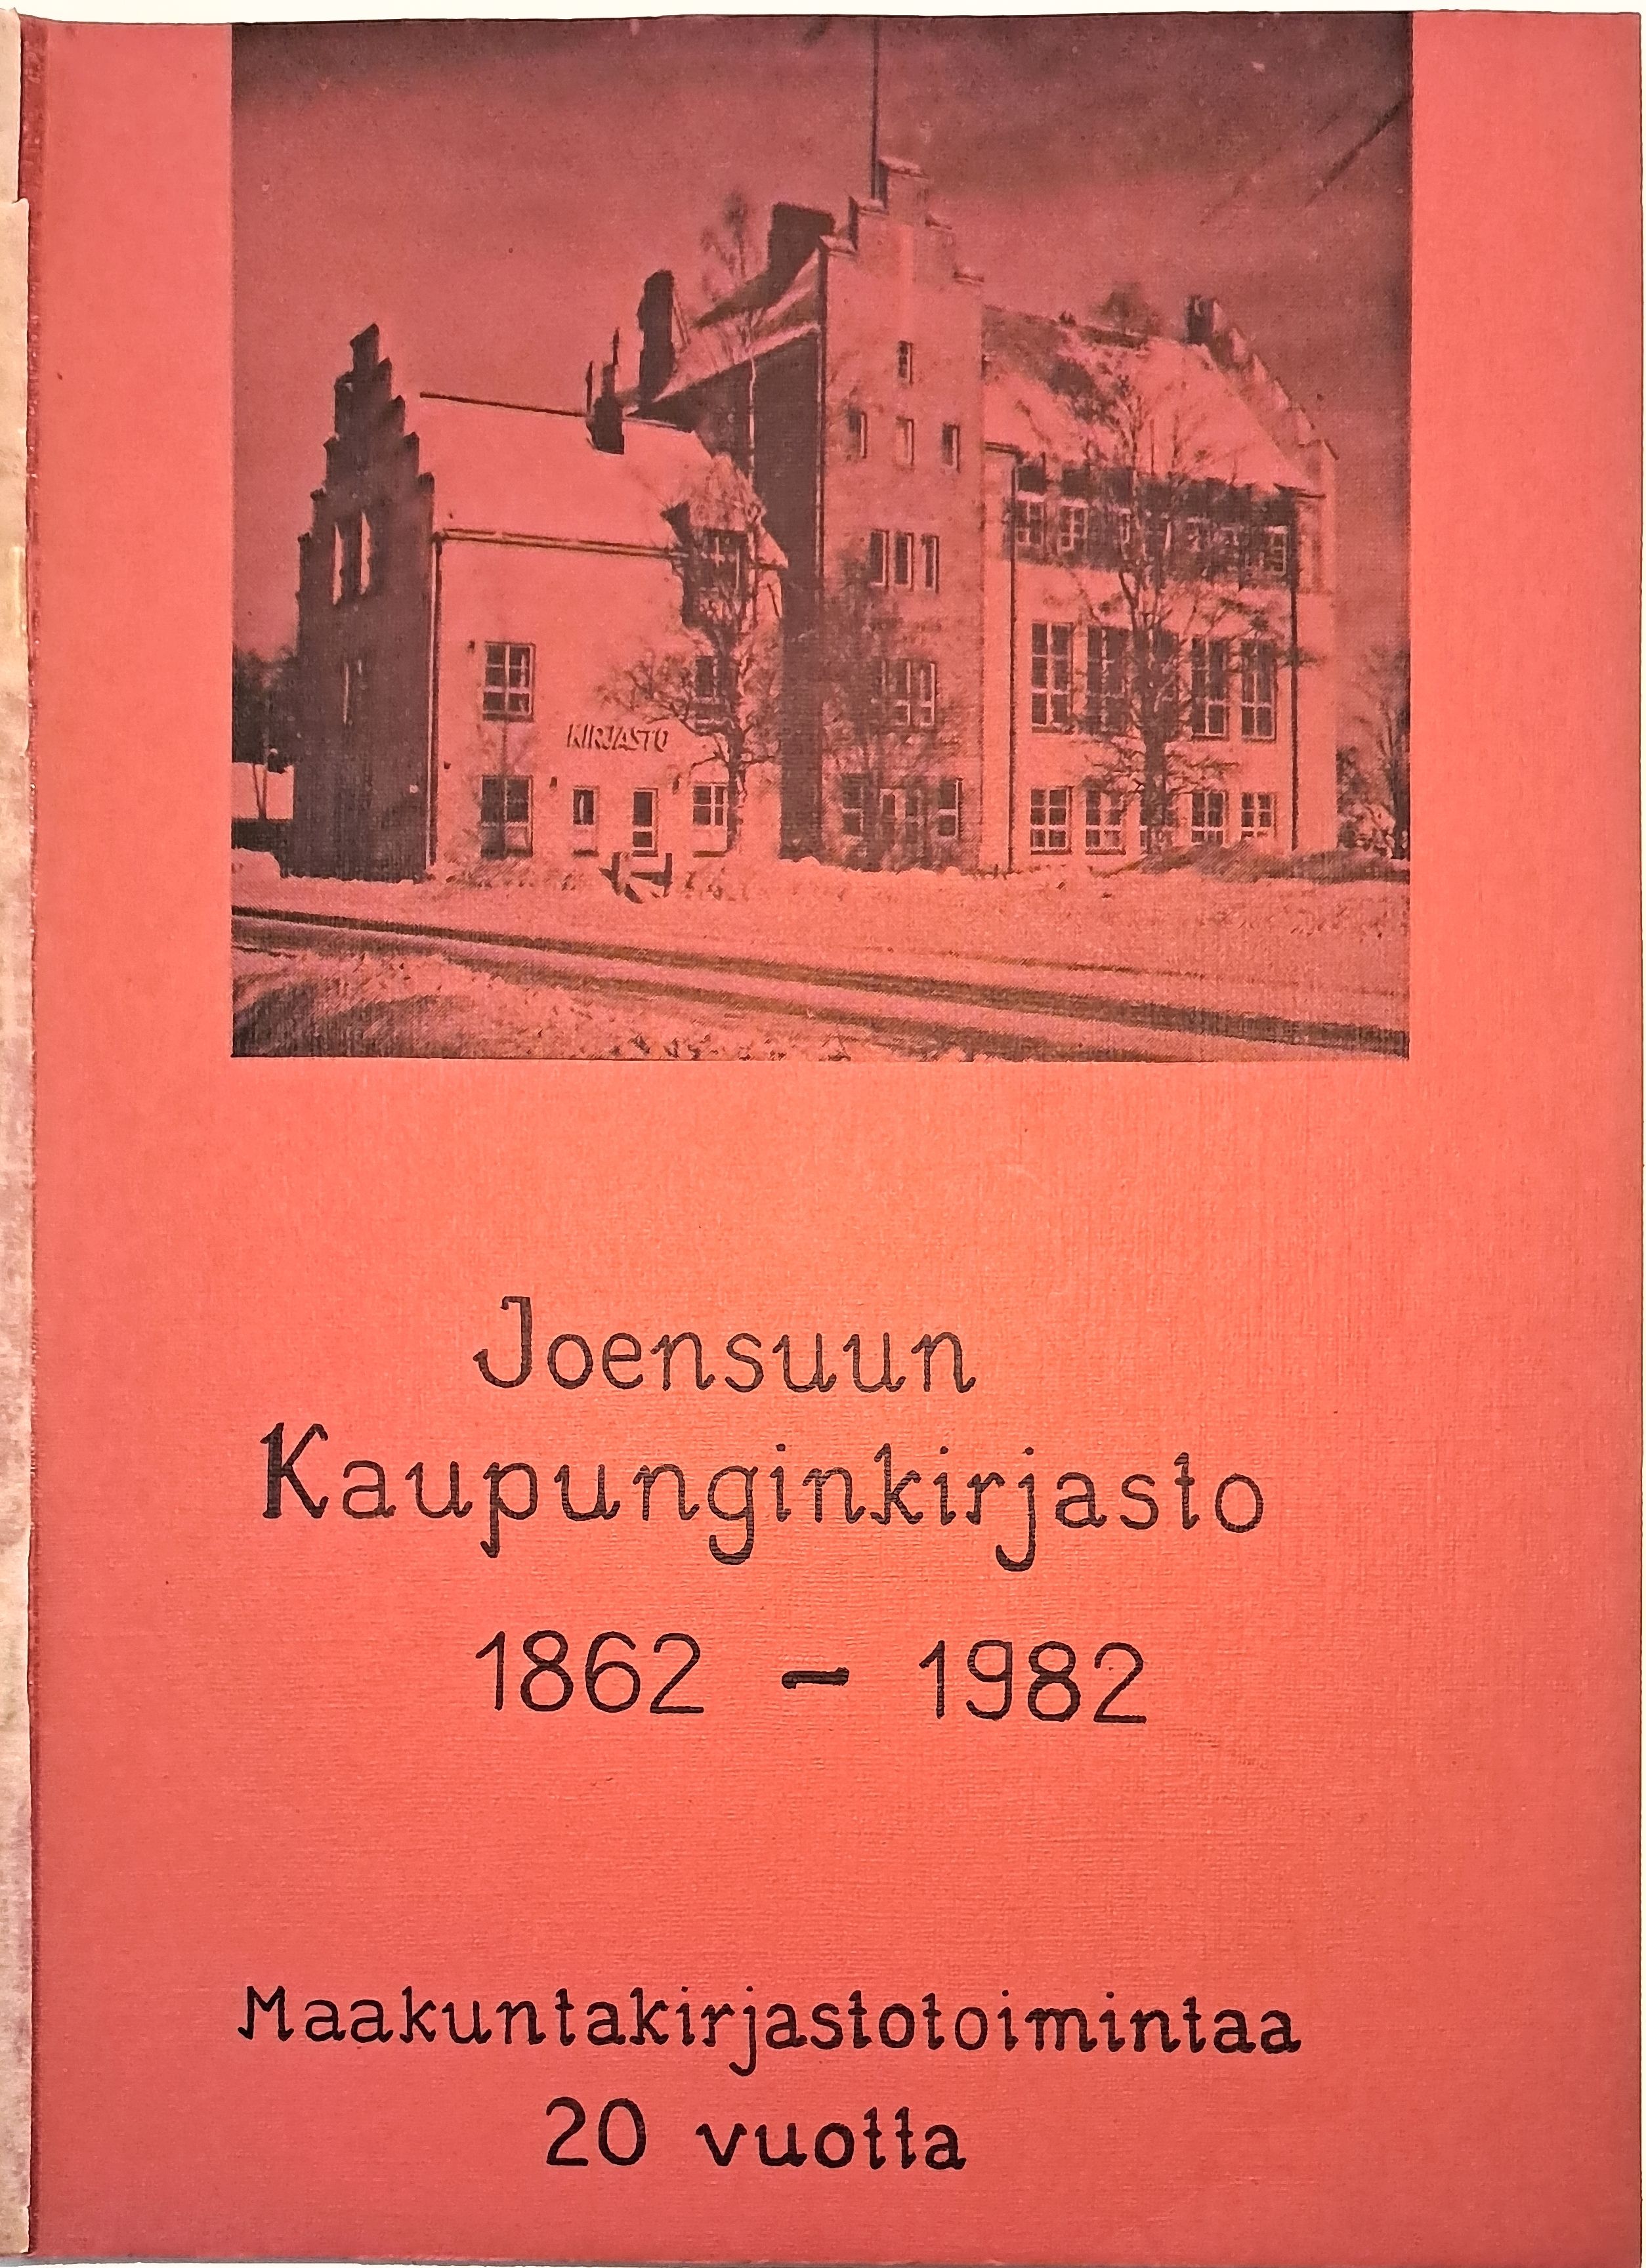 KIRJASTO
Joensuun
Kaupunginkirjasto
1862 - 1982
Maakuntakirjastotoimintaa
20 vuotta